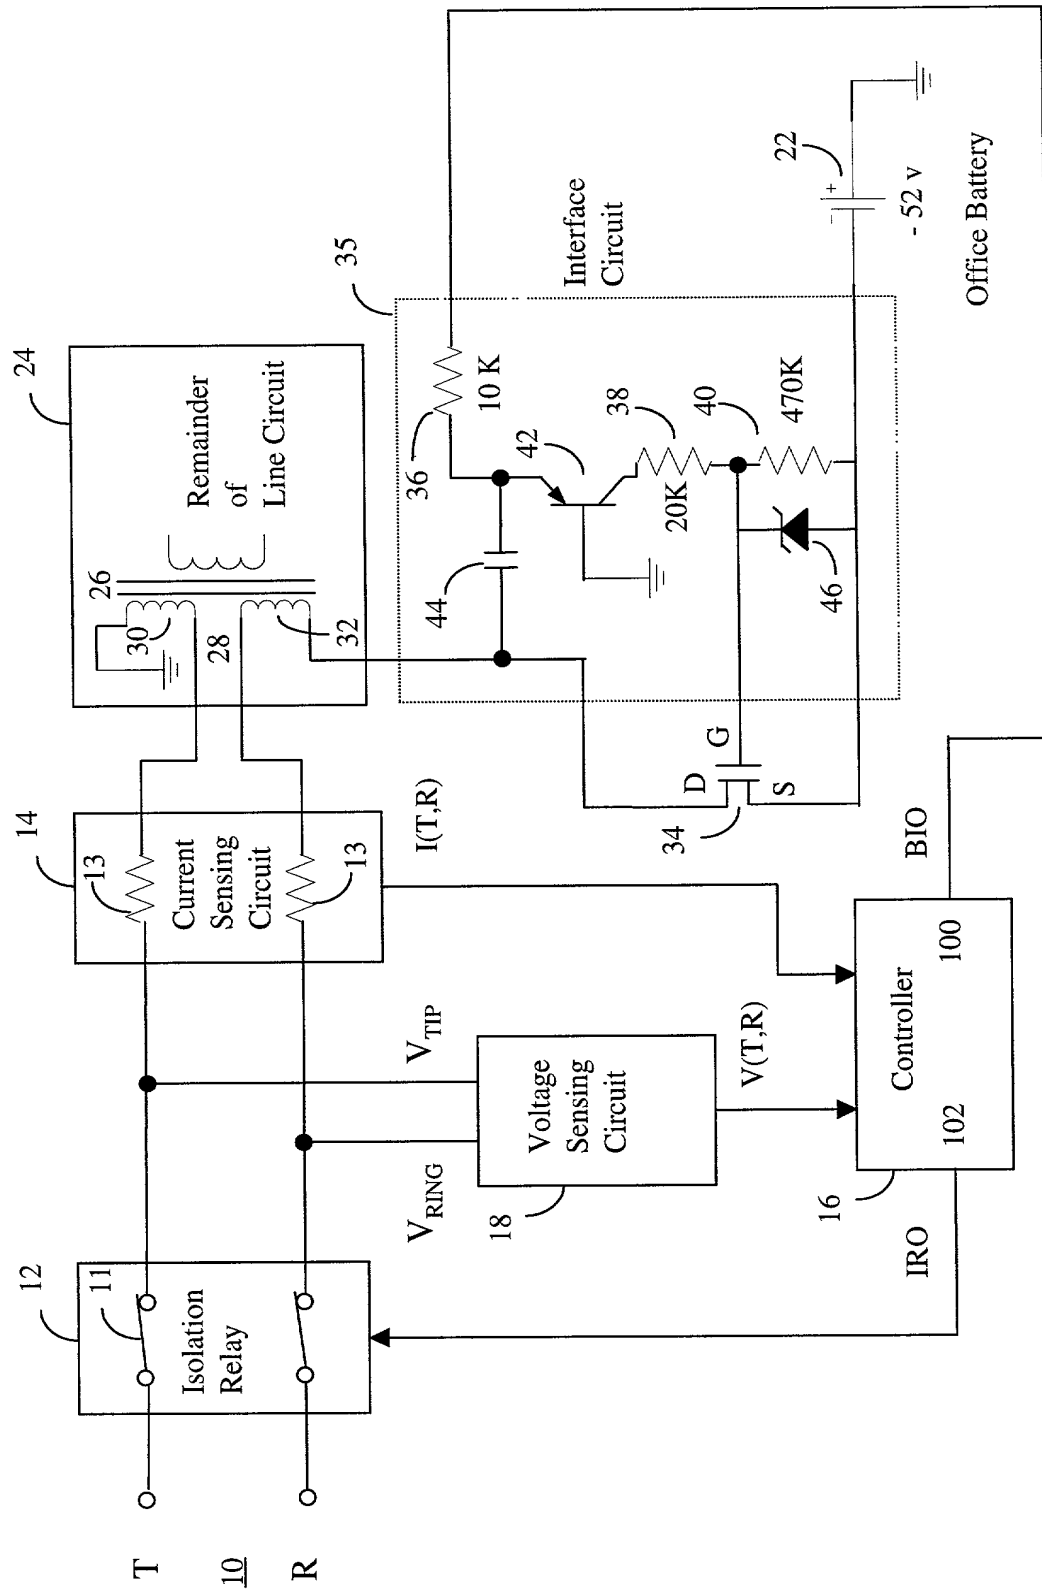 T
10
R
12
11
Isolation
Relay
14
13
Current
Sensing
Circuit
13
24
26
30
28
32
Remainder
of
Line Circuit
V_TIP
V_RING
I(T,R)
Voltage
Sensing
Circuit
18
V(T,R)
35
Interface
Circuit
36
10 K
44
42
38
20K
40
470K
46
D
G
S
34
22
- +
- 52 v
Office Battery
Controller
100
102
16
BIO
IRO